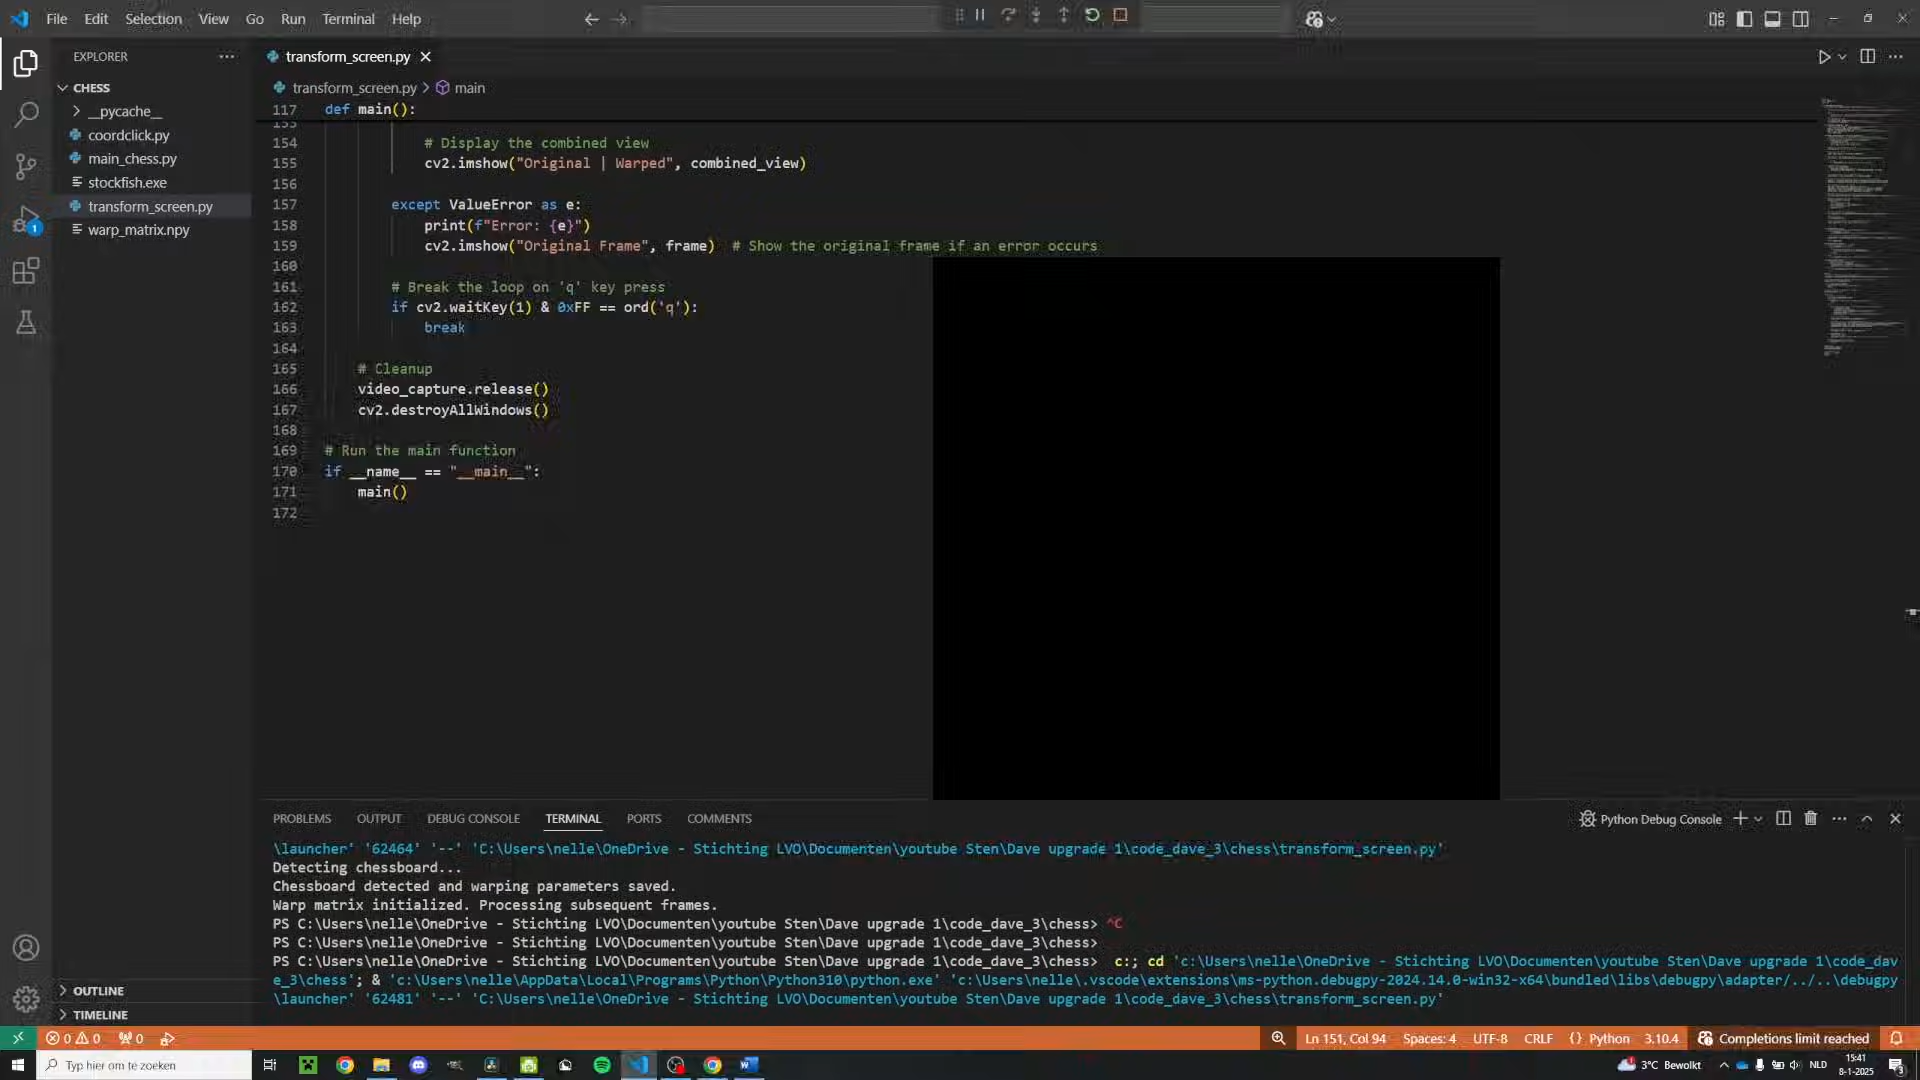 File Edit Selection View Go Run Terminal Help
EXPLORER
CHESS
__pycache__
coordclick.py
main_chess.py
stockfish.exe
transform_screen.py
warp_matrix.npy
OUTLINE
TIMELINE
transform_screen.py
transform_screen.py > main
117 def main():
153
154 # Display the combined view
155 cv2.imshow("Original | Warped", combined_view)
156
157 except ValueError as e:
158 print(f"Error: {e}")
159 cv2.imshow("Original Frame", frame) # Show the original frame if an error occurs
160
161 # Break the loop on 'q' key press
162 if cv2.waitKey(1) & 0xFF == ord('q'):
163 break
164
165 # Cleanup
166 video_capture.release()
167 cv2.destroyAllWindows()
168
169 # Run the main function
170 if __name__ == "__main__":
171 main()
172
PROBLEMS OUTPUT DEBUG CONSOLE TERMINAL PORTS COMMENTS
Python Debug Console
\launcher' '62464' '--' 'C:\Users\nelle\OneDrive - Stichting LVO\Documenten\youtube Sten\Dave upgrade 1\code_dave_3\chess\transform_screen.py'
Detecting chessboard...
Chessboard detected and warping parameters saved.
Warp matrix initialized. Processing subsequent frames.
PS C:\Users\nelle\OneDrive - Stichting LVO\Documenten\youtube Sten\Dave upgrade 1\code_dave_3\chess> ^C
PS C:\Users\nelle\OneDrive - Stichting LVO\Documenten\youtube Sten\Dave upgrade 1\code_dave_3\chess>
PS C:\Users\nelle\OneDrive - Stichting LVO\Documenten\youtube Sten\Dave upgrade 1\code_dave_3\chess> c:; cd 'c:\Users\nelle\OneDrive - Stichting LVO\Documenten\youtube Sten\Dave upgrade 1\code_dav
e_3\chess'; & 'c:\Users\nelle\AppData\Local\Programs\Python\Python310\python.exe' 'c:\Users\nelle\.vscode\extensions\ms-python.debugpy-2024.14.0-win32-x64\bundled\libs\debugpy\adapter/../..\debugpy
\launcher' '62481' '--' 'C:\Users\nelle\OneDrive - Stichting LVO\Documenten\youtube Sten\Dave upgrade 1\code_dave_3\chess\transform_screen.py'
0 0 0 Ln 151, Col 94 Spaces: 4 UTF-8 CRLF {} Python 3.10.4 Completions limit reached
Typ hier om te zoeken
3°C Bewolkt NLD
15:41
8-1-2025